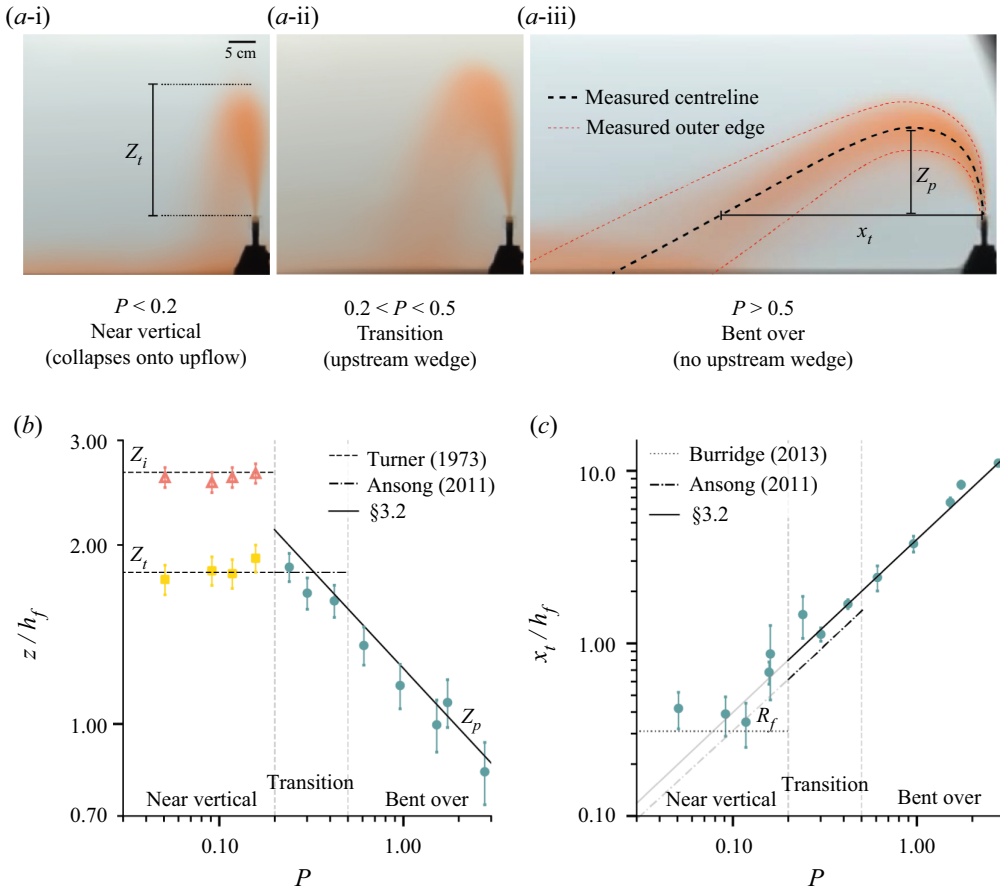 (a-i)
(a-ii)
(a-iii)
5 cm
Z_t
Measured centreline
Measured outer edge
Z_p
x_t
P < 0.2
Near vertical
(collapses onto upflow)
0.2 < P < 0.5
Transition
(upstream wedge)
P > 0.5
Bent over
(no upstream wedge)
(b)
3.00
2.00
1.00
0.70
z / h_f
Z_i
Z_t
Turner (1973)
Ansong (2011)
§3.2
Z_p
Near vertical
Transition
Bent over
0.10
1.00
P
(c)
10.0
1.00
0.10
x_t / h_f
Burridge (2013)
Ansong (2011)
§3.2
R_f
Near vertical
Transition
Bent over
0.10
1.00
P